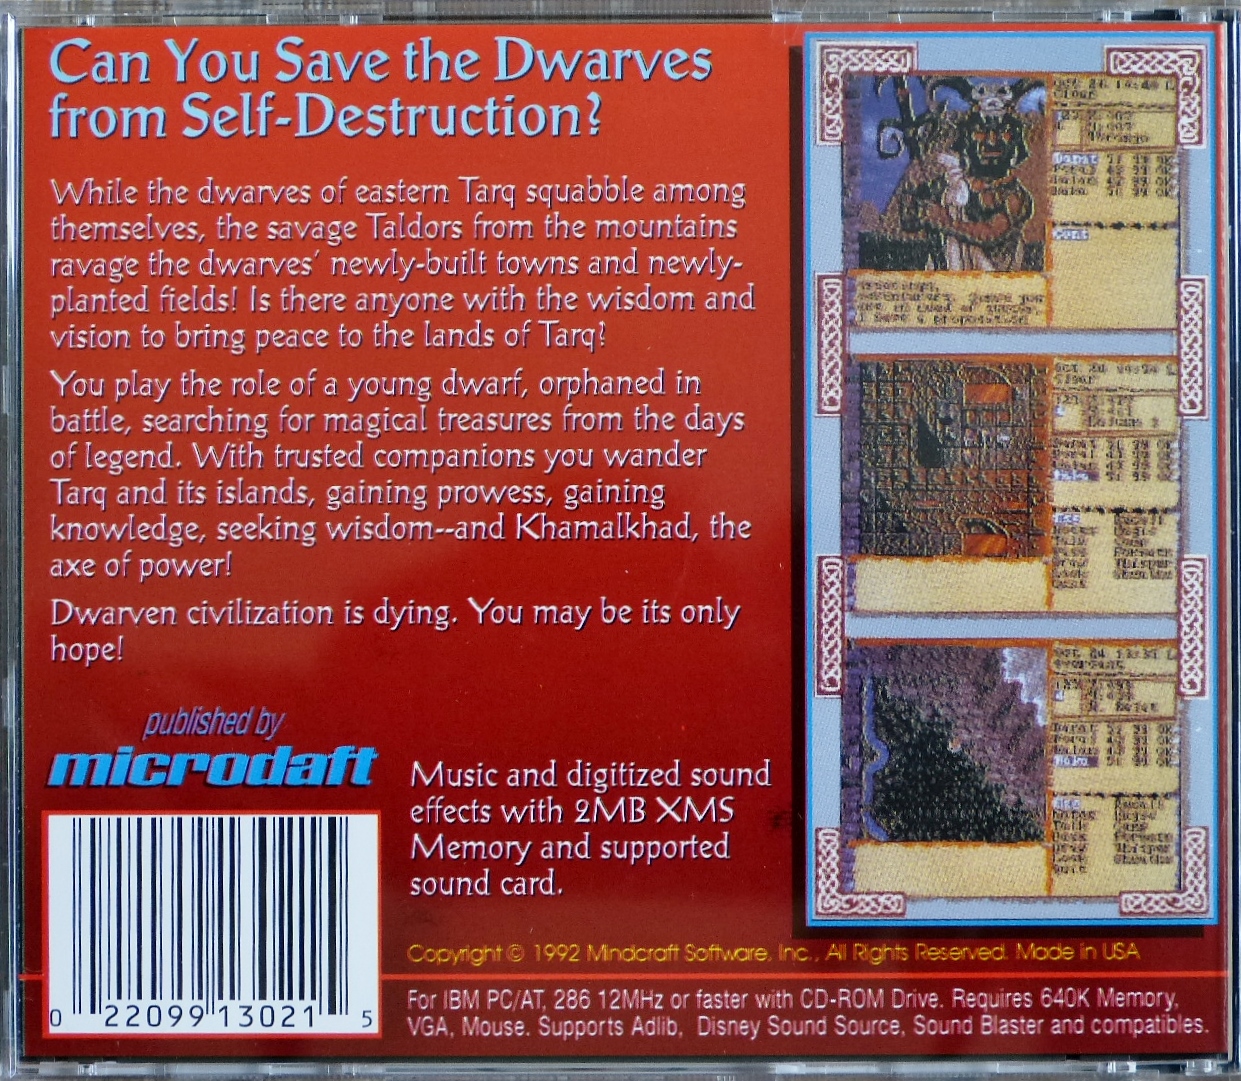 Can You Save the Dwarves
from Self-Destruction?
While the dwarves of eastern Tarq squabble among
themselves, the savage Taldors from the mountains
ravage the dwarves' newly-built towns and newly-
planted fields! Is there anyone with the wisdom and
vision to bring peace to the lands of Tarq?
You play the role of a young dwarf, orphaned in
battle, searching for magical treasures from the days
of legend. With trusted companions you wander
Tarq and its islands, gaining prowess, gaining
knowledge, seeking wisdom--and Khamalkhad, the
axe of power!
Dwarven civilization is dying. You may be its only
hope!
published by
microdaft
Music and digitized sound
effects with 2MB XMS
Memory and supported
sound card.
Copyright © 1992 Mindcraft Software, Inc., All Rights Reserved. Made in USA
For IBM PC/AT, 286 12MHz or faster with CD-ROM Drive. Requires 640K Memory,
VGA, Mouse. Supports Adlib, Disney Sound Source, Sound Blaster and compatibles.
0 22099 13021 5